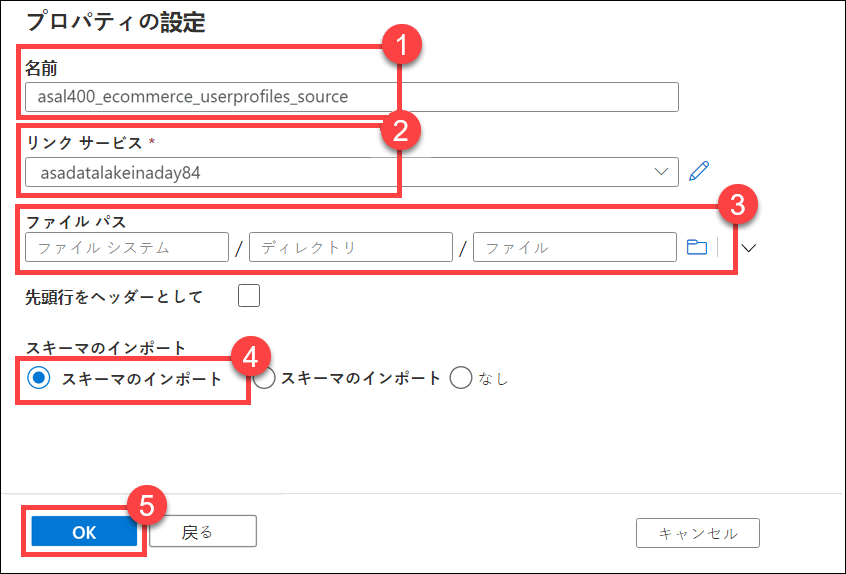 プロパティの設定
1
名前
asal400_ecommerce_userprofiles_source
2
リンク サービス *
asadatalakeinaday84
3
ファイル パス
ファイル システム / ディレクトリ / ファイル
先頭行をヘッダーとして
スキーマのインポート
4
スキーマのインポート スキーマのインポート なし
5
OK 戻る キャンセル